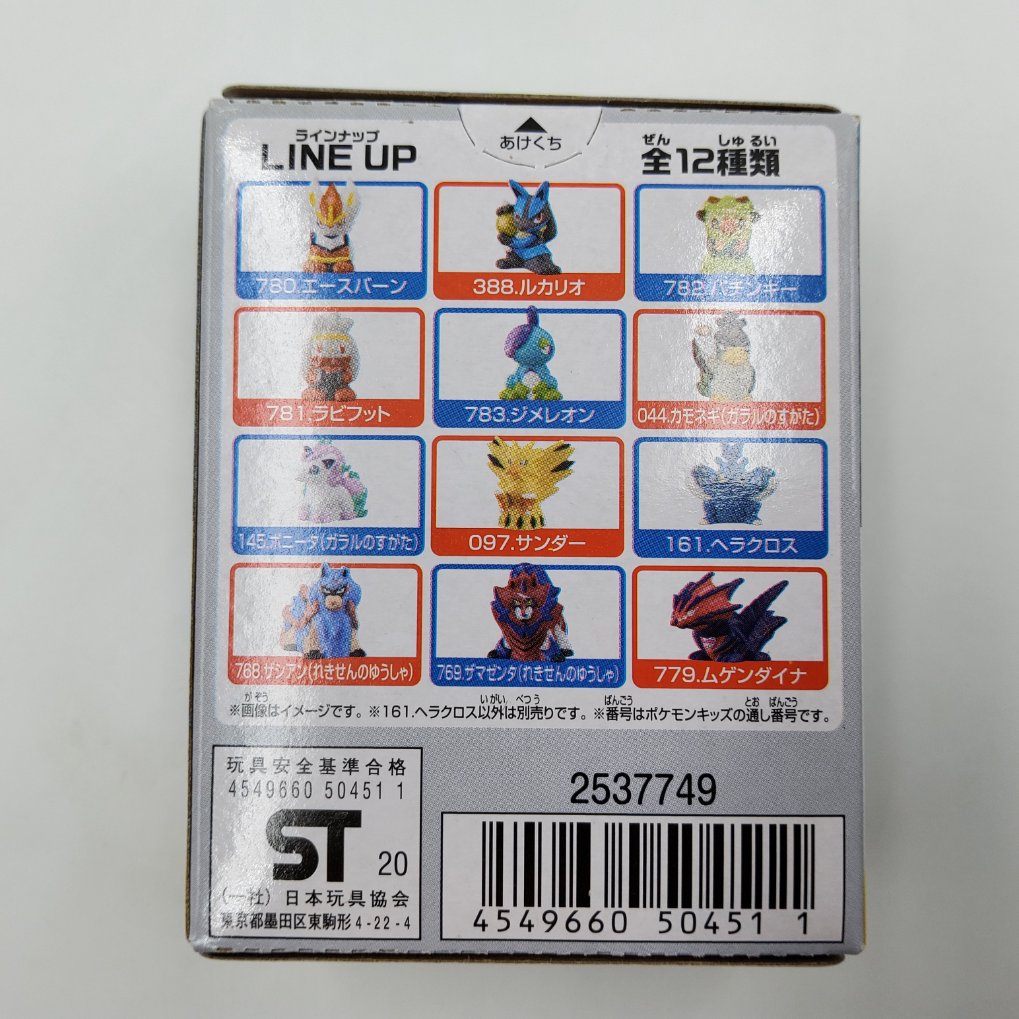 ラインナップ
LINE UP
あけくち
ぜん しゅるい
全12種類
780.エースバーン
388.ルカリオ
782.バチンキー
781.ラビフット
783.ジメレオン
044.カモネギ(ガラルのすがた)
145.ポニータ(ガラルのすがた)
097.サンダー
161.ヘラクロス
768.ザシアン(れきせんのゆうしゃ)
769.ザマゼンタ(れきせんのゆうしゃ)
779.ムゲンダイナ
がぞう いがい べつう ばんごう とお ばんごう
※画像はイメージです。※161.ヘラクロス以外は別売りです。※番号はポケモンキッズの通し番号です。
玩具安全基準合格
4549660 50451 1
ST 20
(一社)日本玩具協会
東京都墨田区東駒形4-22-4
2537749
4549660 50451 1